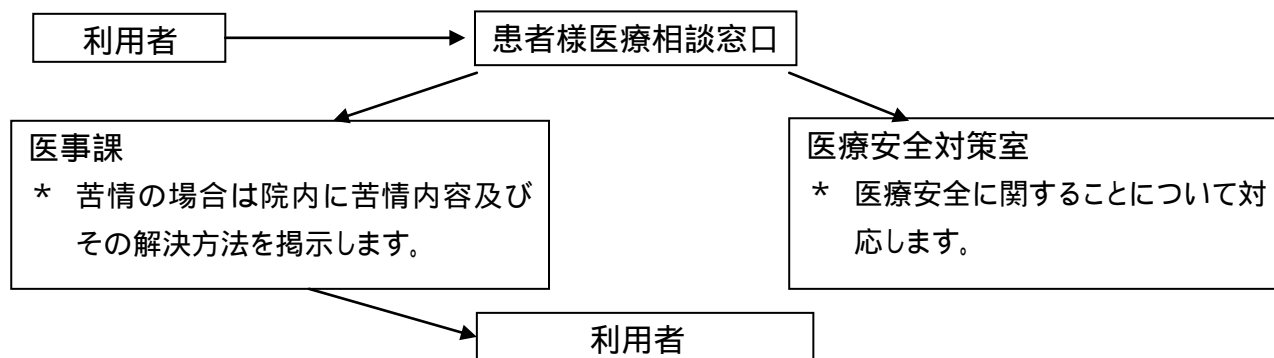 利用者
患者様医療相談窓口
医事課
* 苦情の場合は院内に苦情内容及び
その解決方法を掲示します。
医療安全対策室
* 医療安全に関することについて対
応します。
利用者